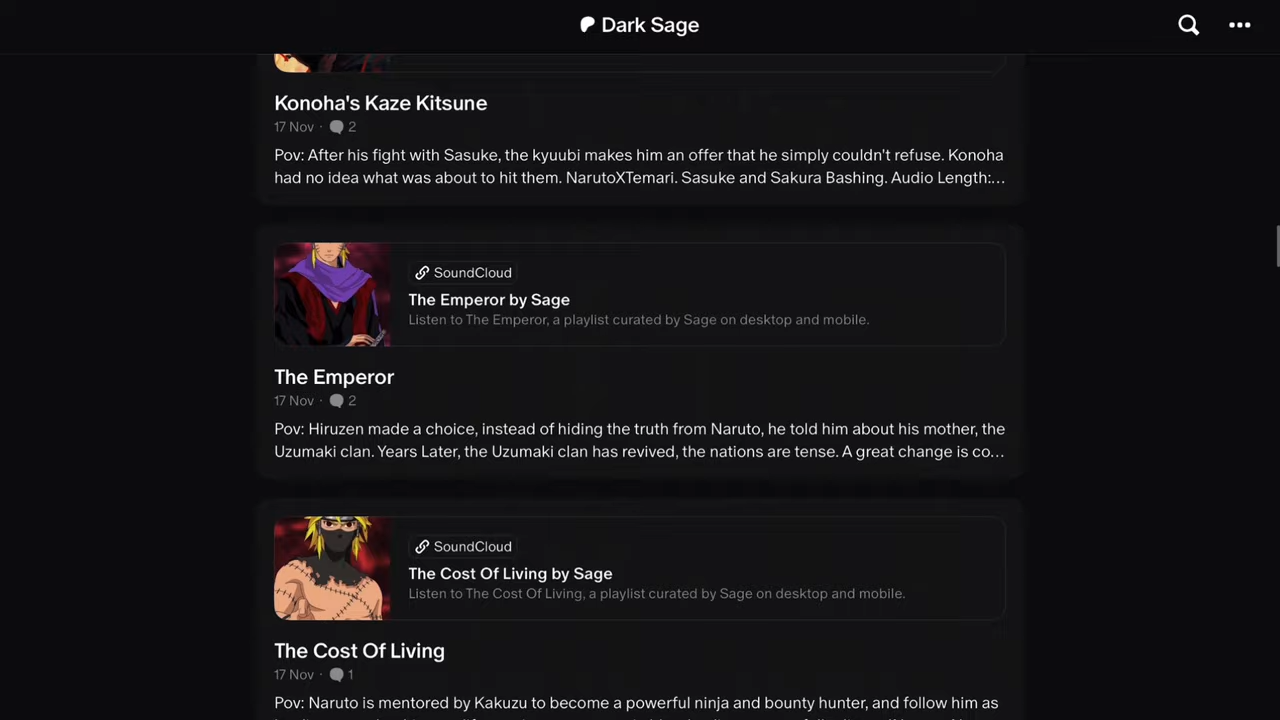 Dark Sage
Konoha's Kaze Kitsune
17 Nov · 2
Pov: After his fight with Sasuke, the kyuubi makes him an offer that he simply couldn't refuse. Konoha
had no idea what was about to hit them. NarutoXTemari. Sasuke and Sakura Bashing. Audio Length:...
SoundCloud
The Emperor by Sage
Listen to The Emperor, a playlist curated by Sage on desktop and mobile.
The Emperor
17 Nov · 2
Pov: Hiruzen made a choice, instead of hiding the truth from Naruto, he told him about his mother, the
Uzumaki clan. Years Later, the Uzumaki clan has revived, the nations are tense. A great change is co...
SoundCloud
The Cost Of Living by Sage
Listen to The Cost Of Living, a playlist curated by Sage on desktop and mobile.
The Cost Of Living
17 Nov · 1
Pov: Naruto is mentored by Kakuzu to become a powerful ninja and bounty hunter, and follow him as